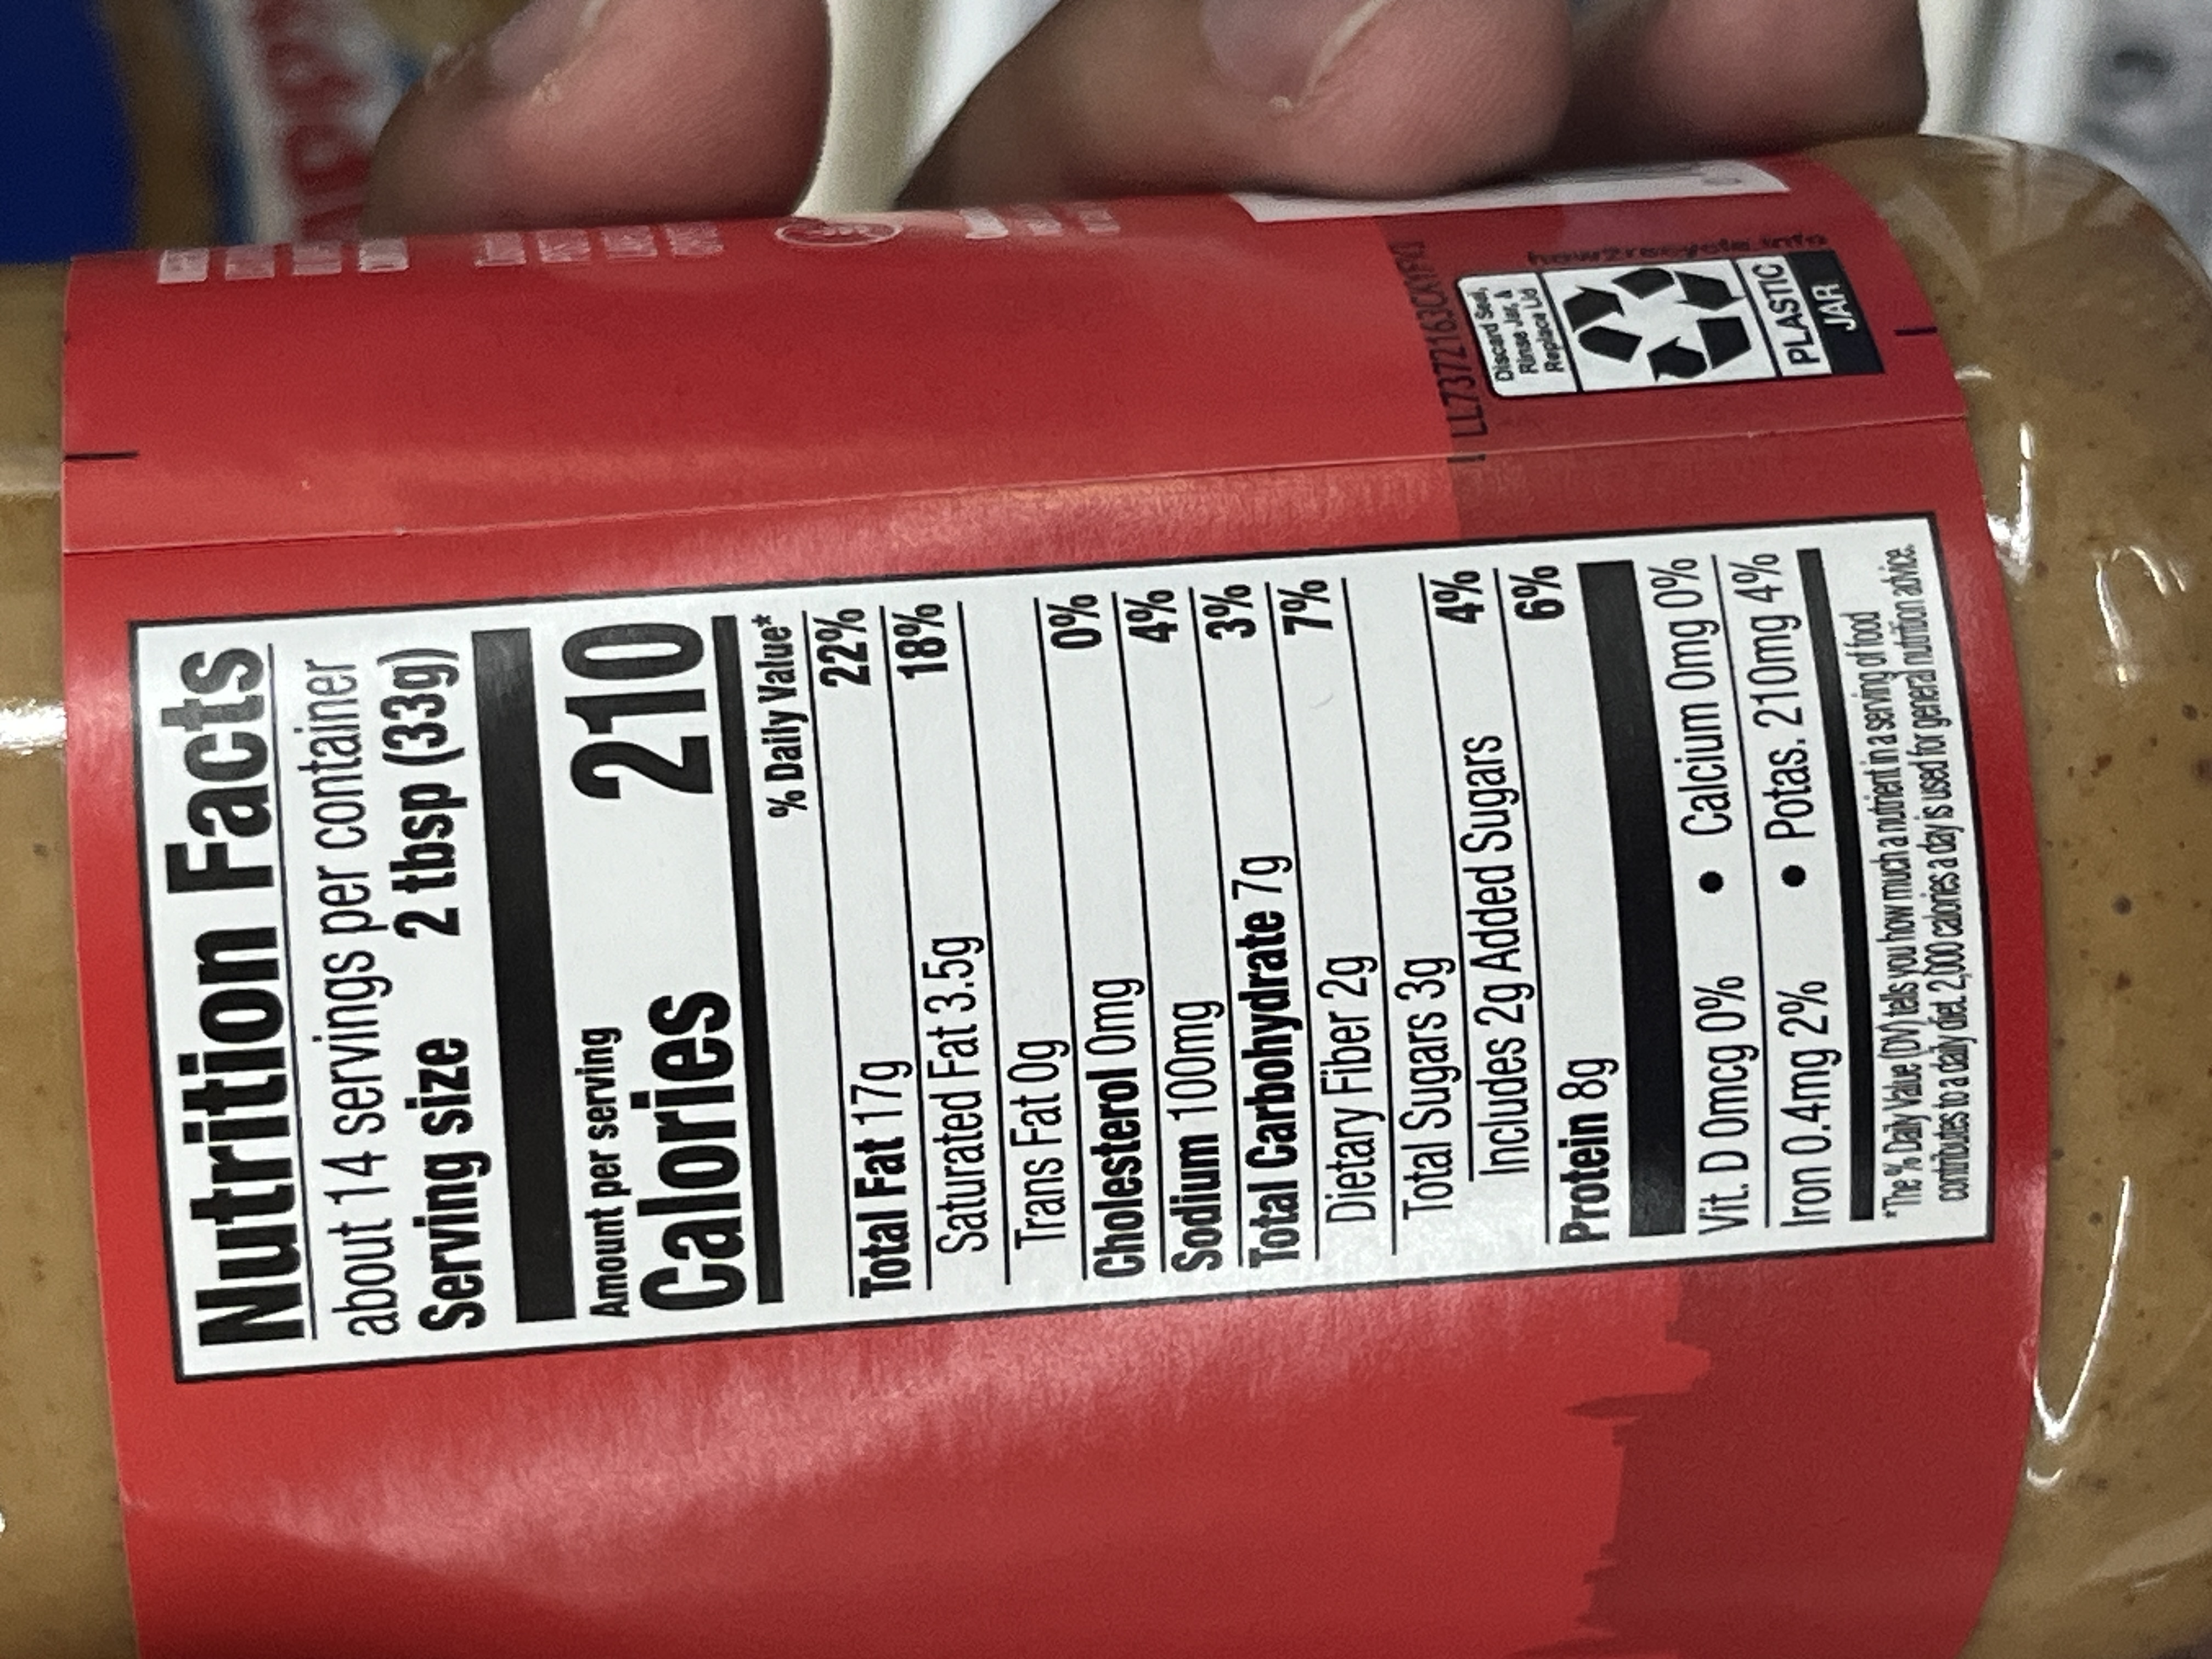 Nutrition Facts
about 14 servings per container
Serving size 2 tbsp (33g)
Amount per serving
Calories 210
% Daily Value*
Total Fat 17g 22%
Saturated Fat 3.5g 18%
Trans Fat 0g
Cholesterol 0mg 0%
Sodium 100mg 4%
Total Carbohydrate 7g 3%
Dietary Fiber 2g 7%
Total Sugars 3g
Includes 2g Added Sugars 4%
Protein 8g 6%
Vit. D 0mcg 0% • Calcium 0mg 0%
Iron 0.4mg 2% • Potas. 210mg 4%
*The % Daily Value (DV) tells you how much a nutrient in a serving of food
contributes to a daily diet. 2,000 calories a day is used for general nutrition advice.
Discard Seal,
Rinse Jar, &
Replace Lid
PLASTIC
JAR